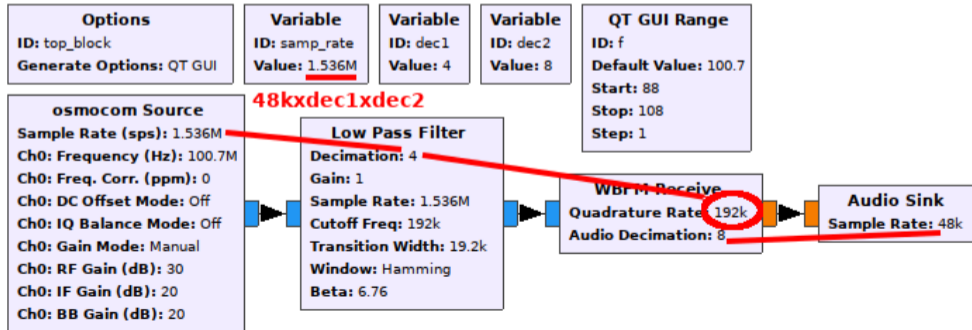 Options
ID: top_block
Generate Options: QT GUI
Variable
ID: samp_rate
Value: 1.536M
Variable
ID: dec1
Value: 4
Variable
ID: dec2
Value: 8
QT GUI Range
ID: f
Default Value: 100.7
Start: 88
Stop: 108
Step: 1
48kxdec1xdec2
osmocom Source
Sample Rate (sps): 1.536M
Ch0: Frequency (Hz): 100.7M
Ch0: Freq. Corr. (ppm): 0
Ch0: DC Offset Mode: Off
Ch0: IQ Balance Mode: Off
Ch0: Gain Mode: Manual
Ch0: RF Gain (dB): 30
Ch0: IF Gain (dB): 20
Ch0: BB Gain (dB): 20
Low Pass Filter
Decimation: 4
Gain: 1
Sample Rate: 1.536M
Cutoff Freq: 192k
Transition Width: 19.2k
Window: Hamming
Beta: 6.76
WBFM Receive
Quadrature Rate: 192k
Audio Decimation: 8
Audio Sink
Sample Rate: 48k